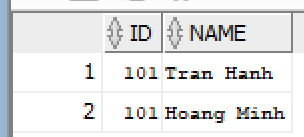 ID NAME
1 101 Tran Hanh
2 101 Hoang Minh